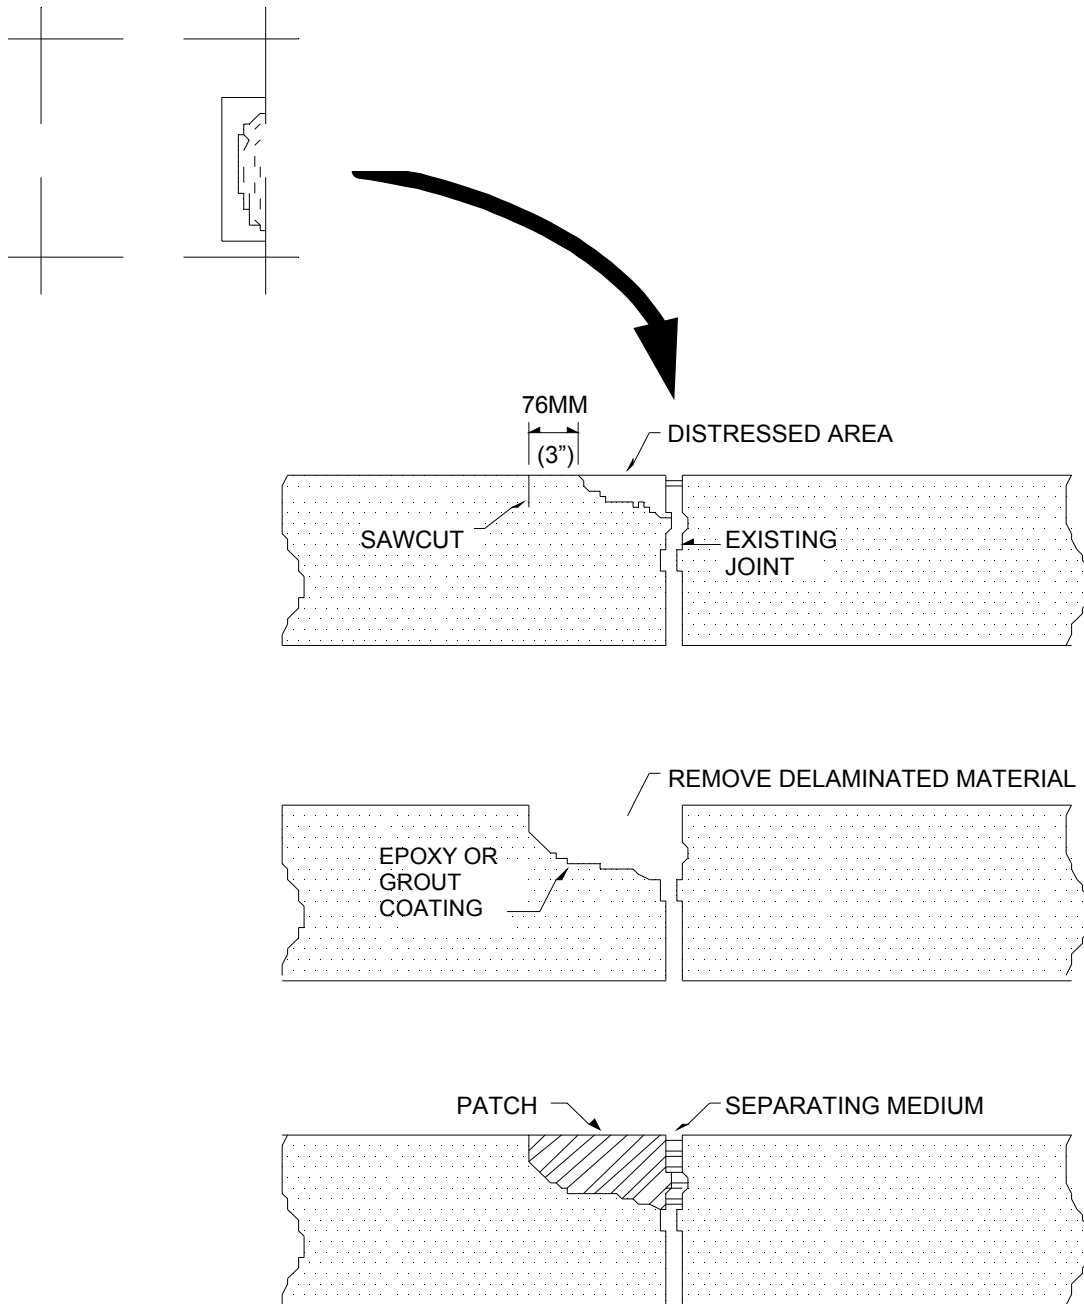 76MM
(3”)
DISTRESSED AREA
SAWCUT
EXISTING
JOINT
REMOVE DELAMINATED MATERIAL
EPOXY OR
GROUT
COATING
PATCH
SEPARATING MEDIUM